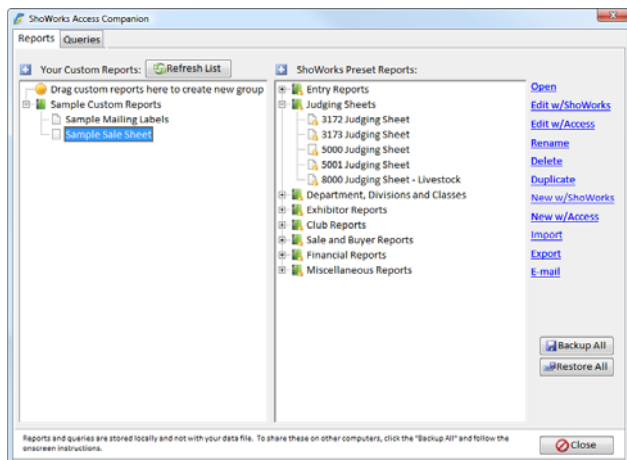 ShoWorks Access Companion
Reports Queries
Your Custom Reports: Refresh List
Drag custom reports here to create new group
Sample Custom Reports
Sample Mailing Labels
Sample Sale Sheet
ShoWorks Preset Reports:
Entry Reports
Judging Sheets
3172 Judging Sheet
3173 Judging Sheet
5000 Judging Sheet
5001 Judging Sheet
8000 Judging Sheet - Livestock
Department, Divisions and Classes
Exhibitor Reports
Club Reports
Sale and Buyer Reports
Financial Reports
Miscellaneous Reports
Open
Edit w/ShoWorks
Edit w/Access
Rename
Delete
Duplicate
New w/ShoWorks
New w/Access
Import
Export
E-mail
Backup All
Restore All
Reports and queries are stored locally and not with your data file. To share these on other computers, click the "Backup All" and follow the
onscreen instructions.
Close